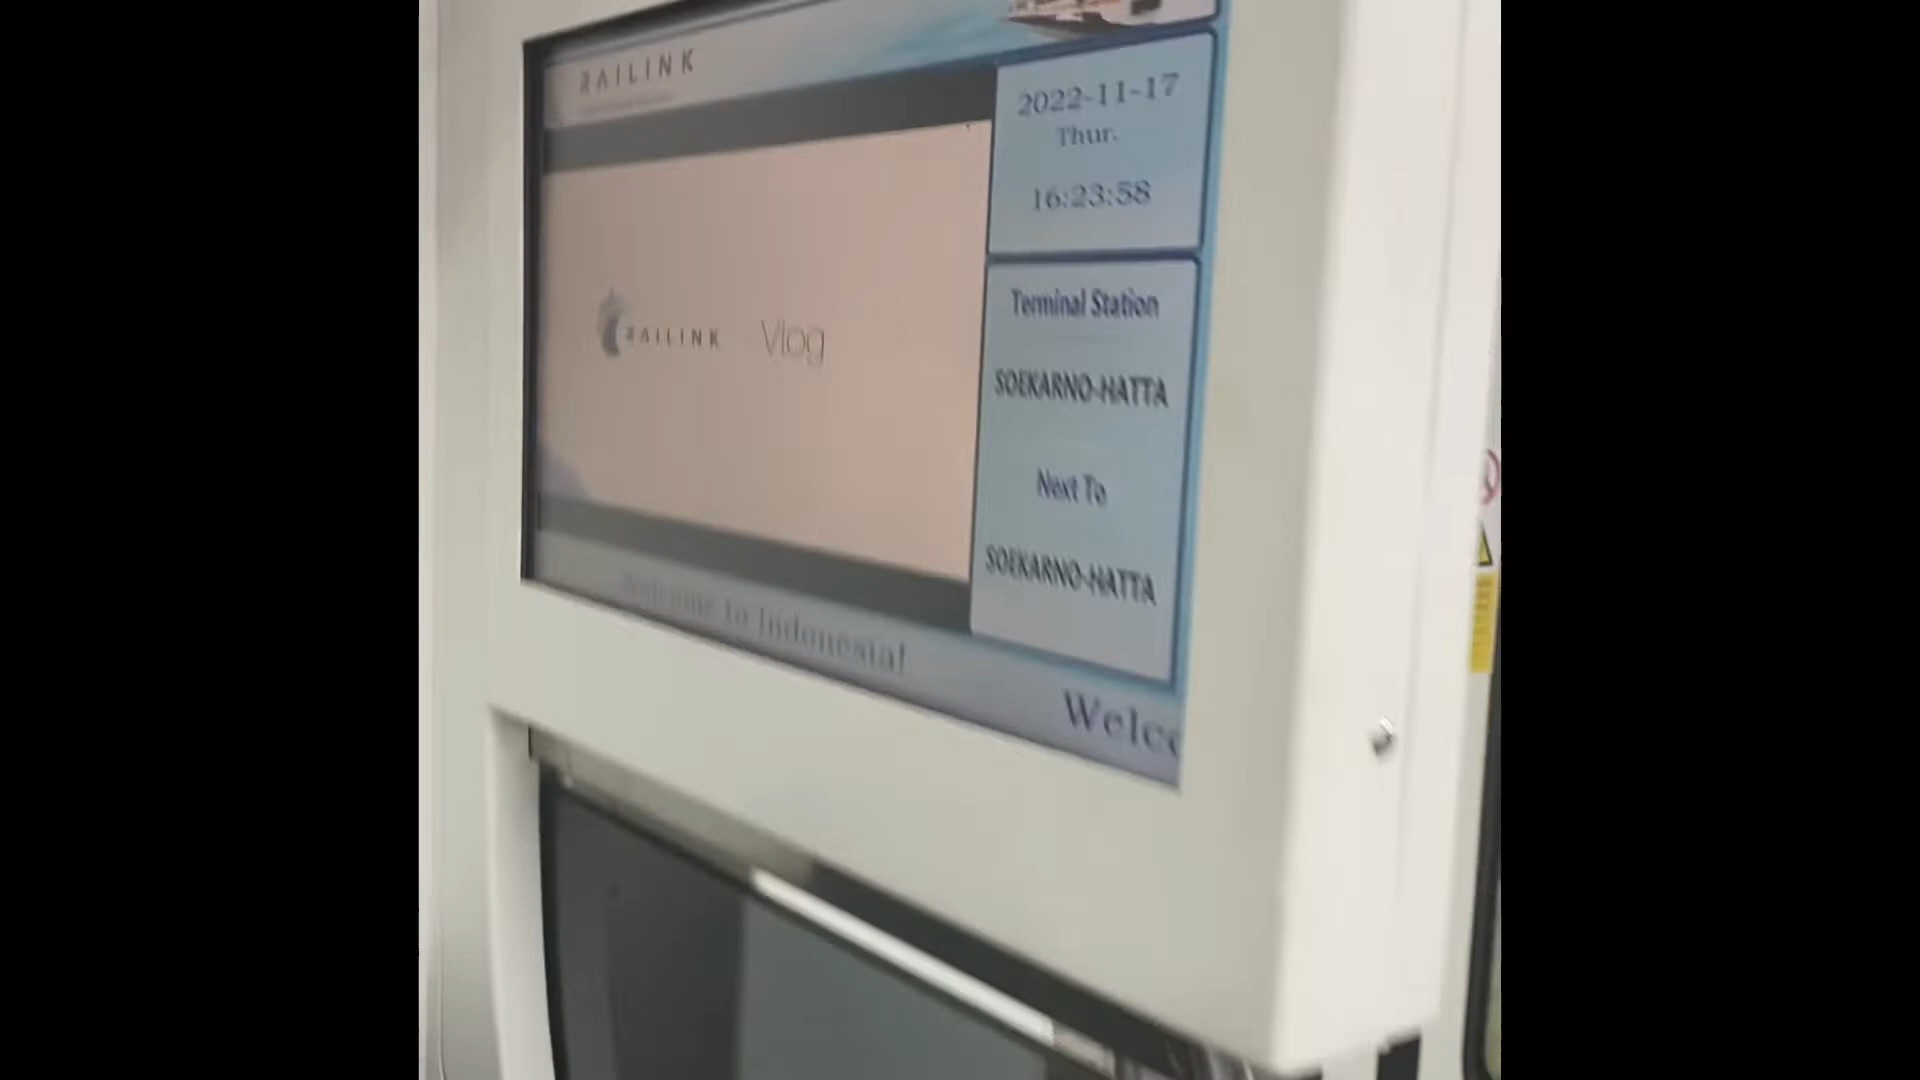 RAILINK
2022-11-17
Thur.
16:23:58
RAILINK Vlog
Terminal Station
SOEKARNO-HATTA
Next To
SOEKARNO-HATTA
Welcome to Indonesia!
Welco